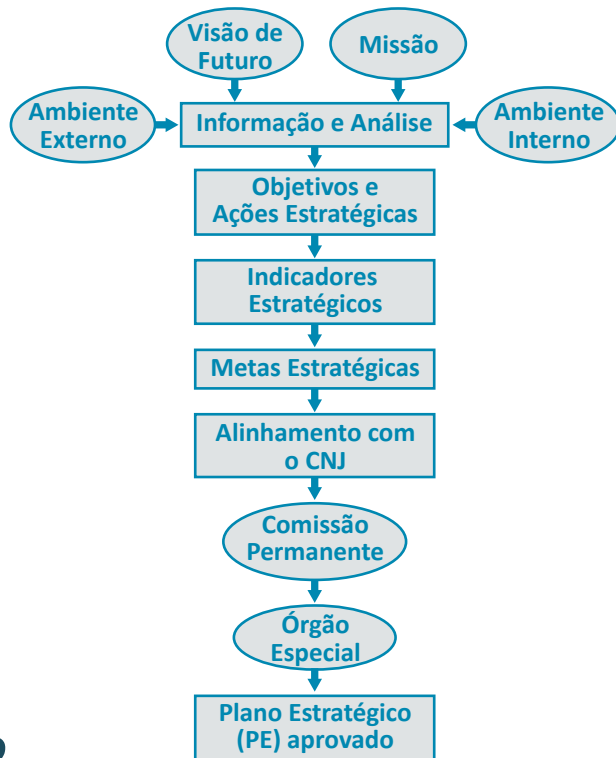 Visão de
Futuro
Missão
Ambiente
Externo
Informação e Análise
Ambiente
Interno
Objetivos e
Ações Estratégicas
Indicadores
Estratégicos
Metas Estratégicas
Alinhamento com
o CNJ
Comissão
Permanente
Órgão
Especial
Plano Estratégico
(PE) aprovado